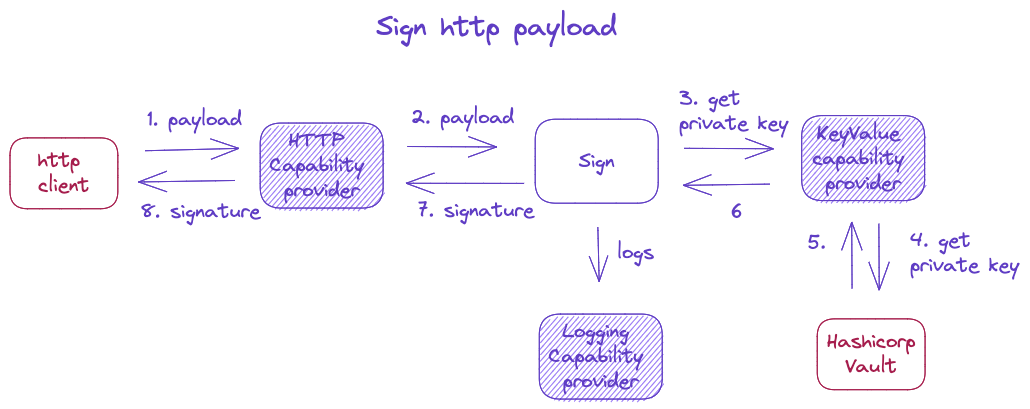 Sign http payload
1. payload
2. payload
3. get
private key
http
client
HTTP
Capability
provider
Sign
KeyValue
capability
provider
8. signature
7. signature
6
logs
5.
4. get
private key
Logging
Capability
provider
Hashicorp
Vault